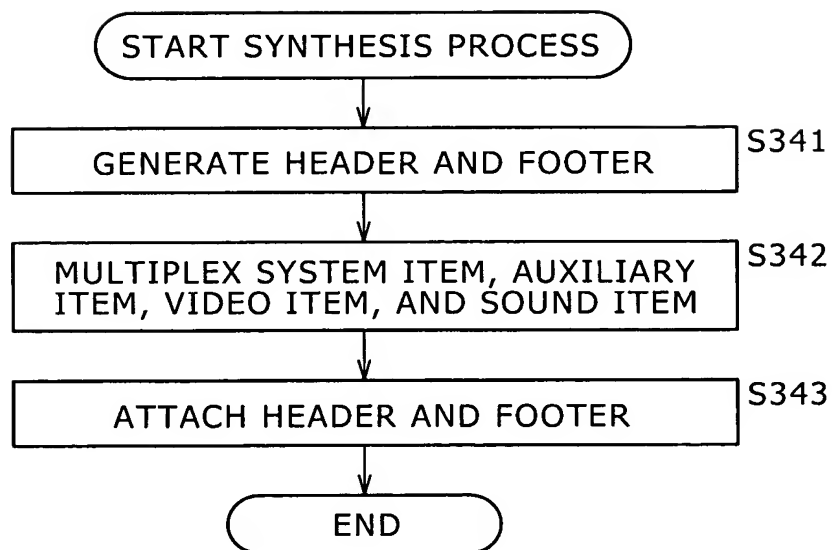 START SYNTHESIS PROCESS
S341
GENERATE HEADER AND FOOTER
S342
MULTIPLEX SYSTEM ITEM, AUXILIARY
ITEM, VIDEO ITEM, AND SOUND ITEM
S343
ATTACH HEADER AND FOOTER
END